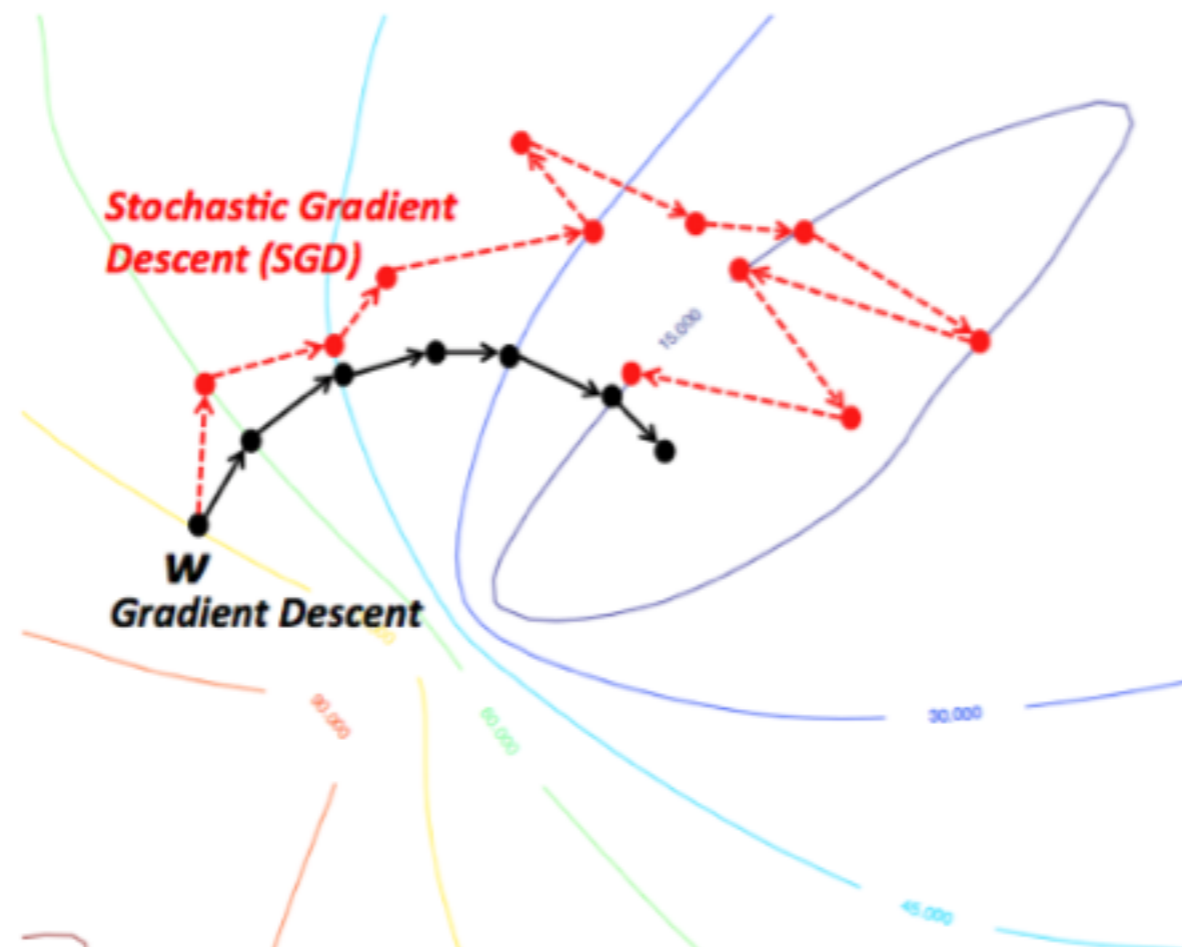 Stochastic Gradient
Descent (SGD)
15.000
W
Gradient Descent
90.000
60.000
30.000
45.000